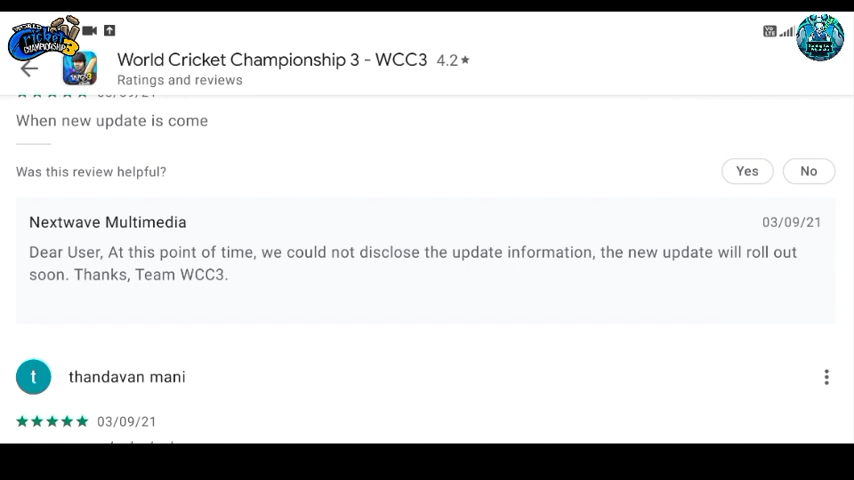 World Cricket Championship 3 - WCC3 4.2★
Ratings and reviews
When new update is come
Was this review helpful?
Yes
No
Nextwave Multimedia
03/09/21
Dear User, At this point of time, we could not disclose the update information, the new update will roll out
soon. Thanks, Team WCC3.
t
thandavan mani
★★★★★ 03/09/21